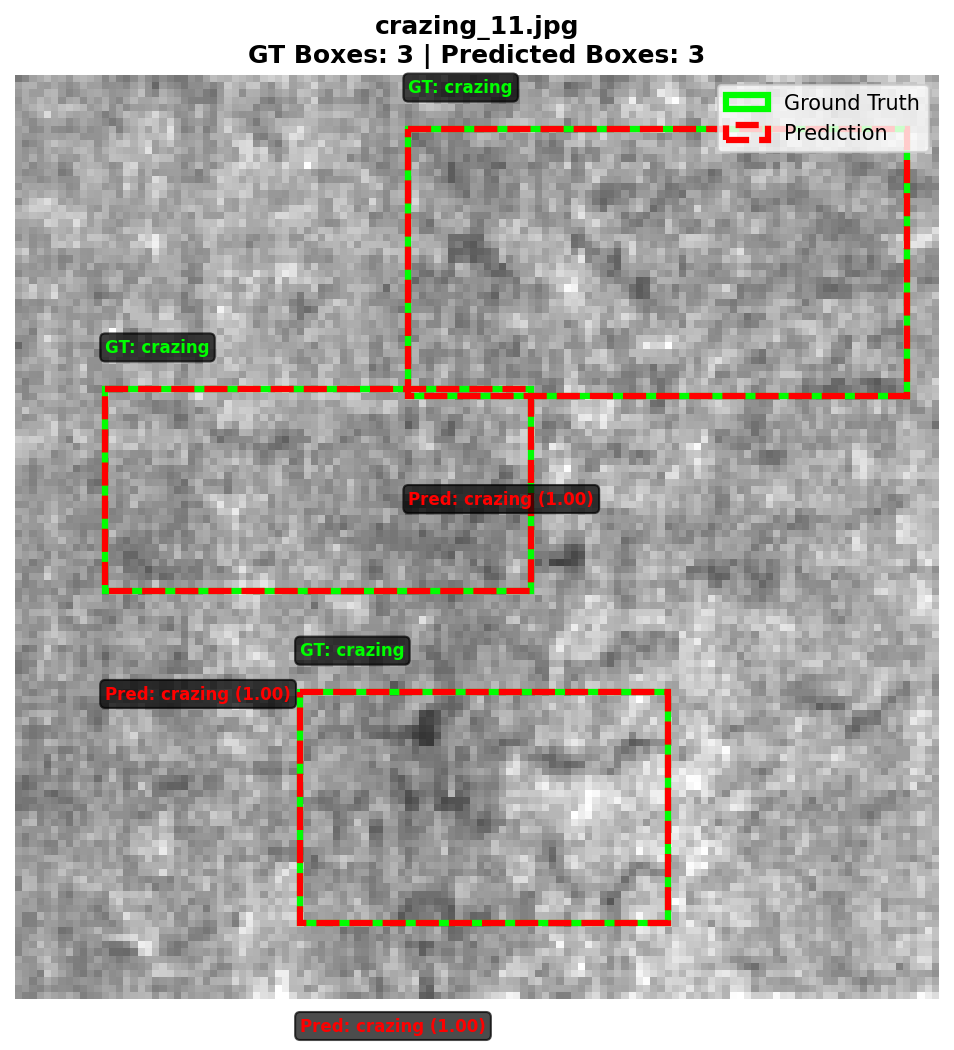 crazing_11.jpg
GT Boxes: 3 | Predicted Boxes: 3
GT: crazing
Ground Truth
Prediction
GT: crazing
Pred: crazing (1.00)
GT: crazing
Pred: crazing (1.00)
Pred: crazing (1.00)